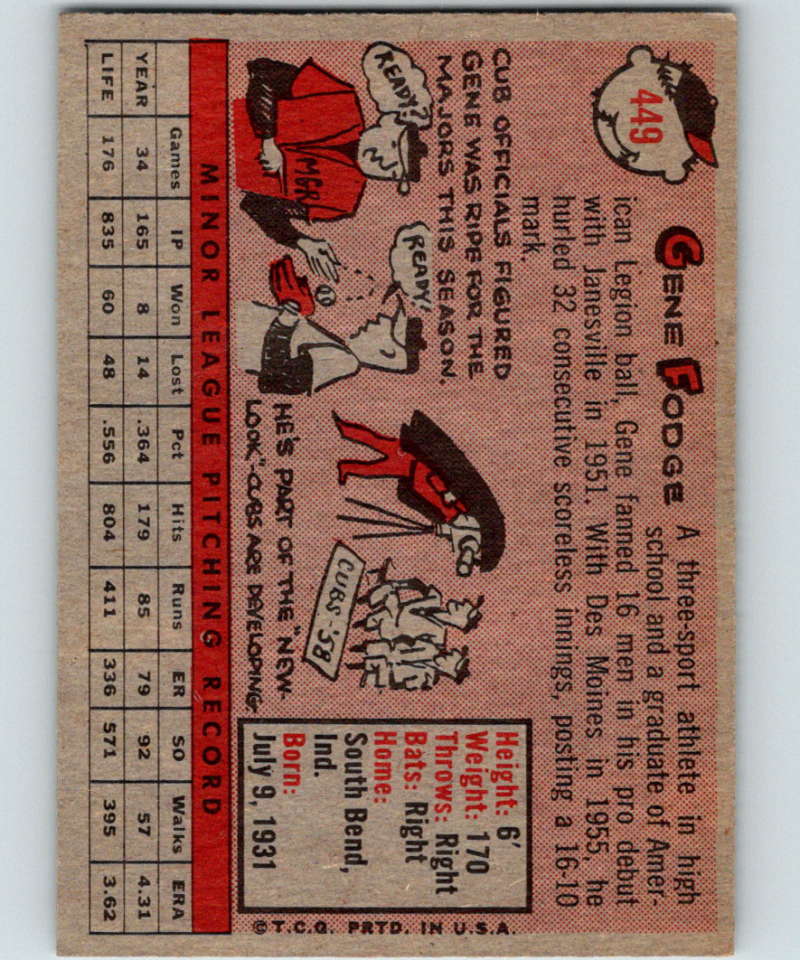 449
GENE FODGE
A three-sport athlete in high
school and a graduate of Amer-
ican Legion ball, Gene fanned 16 men in his pro debut
with Janesville in 1951. With Des Moines in 1955, he
hurled 32 consecutive scoreless innings, posting a 16-10
mark.
CUB OFFICIALS FIGURED
GENE WAS RIPE FOR THE
MAJORS THIS SEASON.
READY?
READY!
MGR
CUBS-'58
HE'S PART OF THE "NEW-
LOOK"-CUBS ARE DEVELOPING.
Height: 6'
Weight: 170
Throws: Right
Bats: Right
Home:
South Bend,
Ind.
Born:
July 9, 1931
MINOR LEAGUE PITCHING RECORD
Games IP Won Lost Pct Hits Runs ER SO Walks ERA
YEAR 34 165 8 14 .364 179 85 79 92 57 4.31
LIFE 176 835 60 48 .556 804 411 336 571 395 3.62
©T.C.G. PRTD. IN U.S.A.